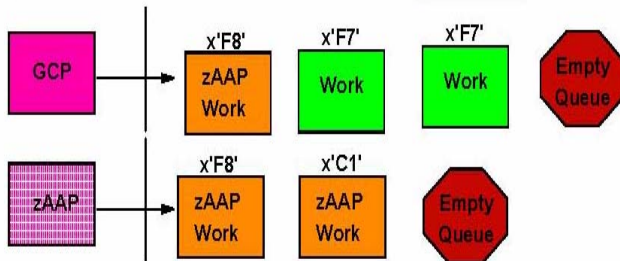 x'F8' x'F7' x'F7'
GCP zAAP Work Work Empty
Work Queue
x'F8' x'C1'
zAAP zAAP zAAP Empty
Work Work Queue